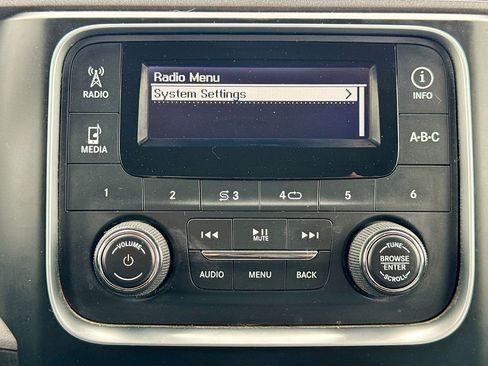 Radio Menu
System Settings
RADIO
INFO
MEDIA
A-B-C
1 2 3 4 5 6
VOLUME
MUTE
TUNE
BROWSE
ENTER
SCROLL
AUDIO MENU BACK